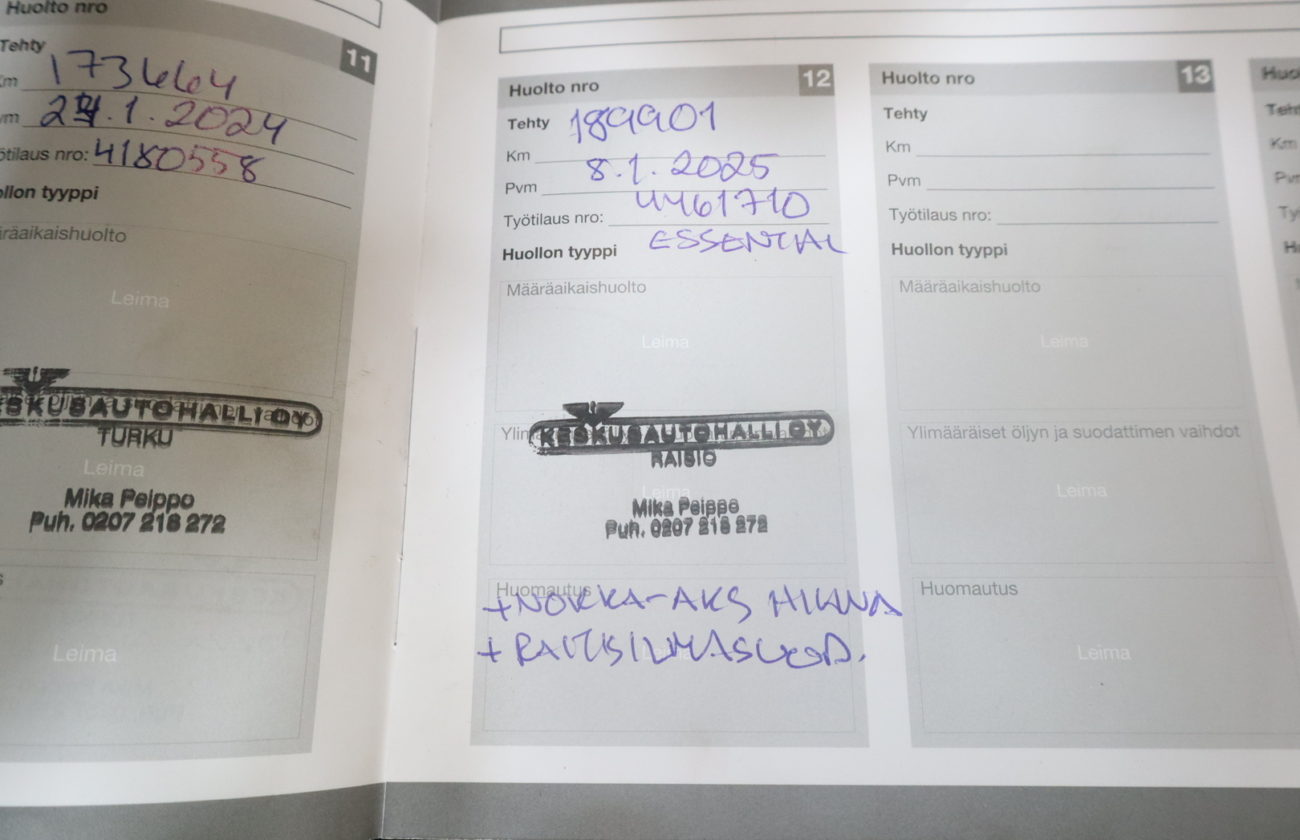 Huolto nro
11
Tehty
Km 173664
24.1.2024
Työtilaus nro: 4180558
Huollon tyyppi
Määräaikaishuolto
Leima
KESKUSAUTOHALLI OY
TURKU
Leima
Mika Peippo
Puh. 0207 218 272
Leima
Huolto nro 12
Tehty
Km 189901
Pvm 8.1.2025
Työtilaus nro: 4461710
Huollon tyyppi ESSENTIAL
Määräaikaishuolto
Leima
KESKUSAUTOHALLI OY
RAISIO
Leima
Mika Peippo
Puh. 0207 218 272
Huomautus
+ NOKKA-AKS HIHNA
+ RAITISILMASUOD.
Leima
Huolto nro 13
Tehty
Km
Pvm
Työtilaus nro:
Huollon tyyppi
Määräaikaishuolto
Leima
Ylimääräiset öljyn ja suodattimen vaihdot
Leima
Huomautus
Leima